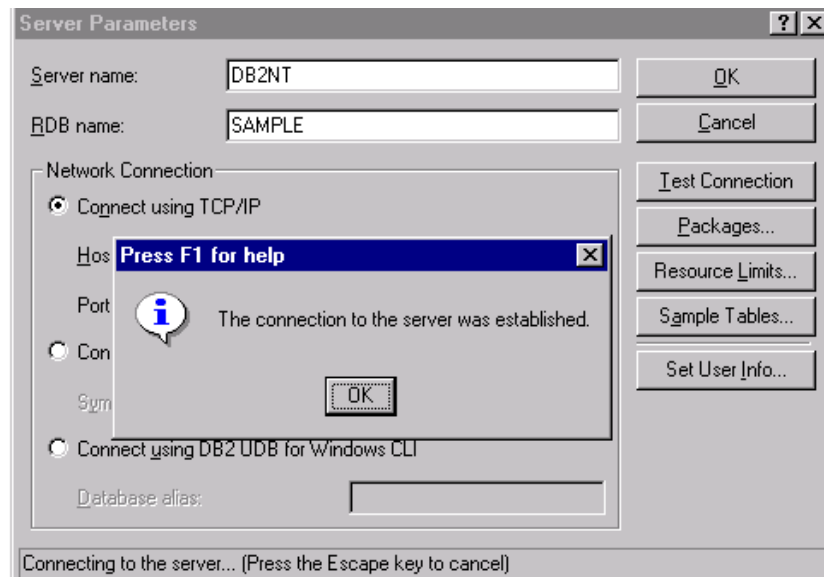 Server Parameters
Server name: DB2NT
OK
RDB name: SAMPLE
Cancel
Network Connection
Test Connection
Connect using TCP/IP
Packages...
Hos
Press F1 for help
Resource Limits...
Port
The connection to the server was established.
Sample Tables...
Con
Set User Info...
OK
Sym
Connect using DB2 UDB for Windows CLI
Database alias:
Connecting to the server... (Press the Escape key to cancel)